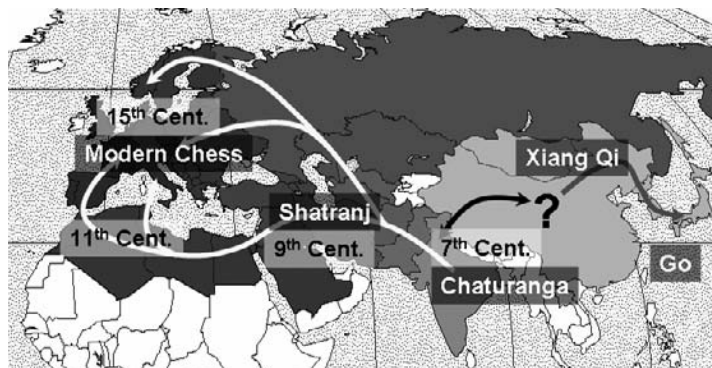 15th Cent.
Modern Chess
Xiang Qi
Shatranj
?
11th Cent.
9th Cent.
7th Cent.
Go
Chaturanga